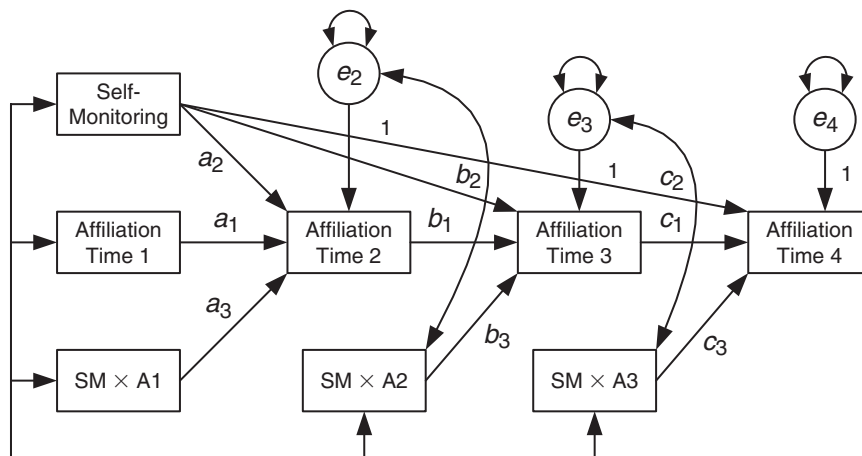 e2
e3
e4
Self-
Monitoring
1
a2
b2
1
c2
1
Affiliation
Time 1
a1
Affiliation
Time 2
b1
Affiliation
Time 3
c1
Affiliation
Time 4
a3
b3
c3
SM × A1
SM × A2
SM × A3